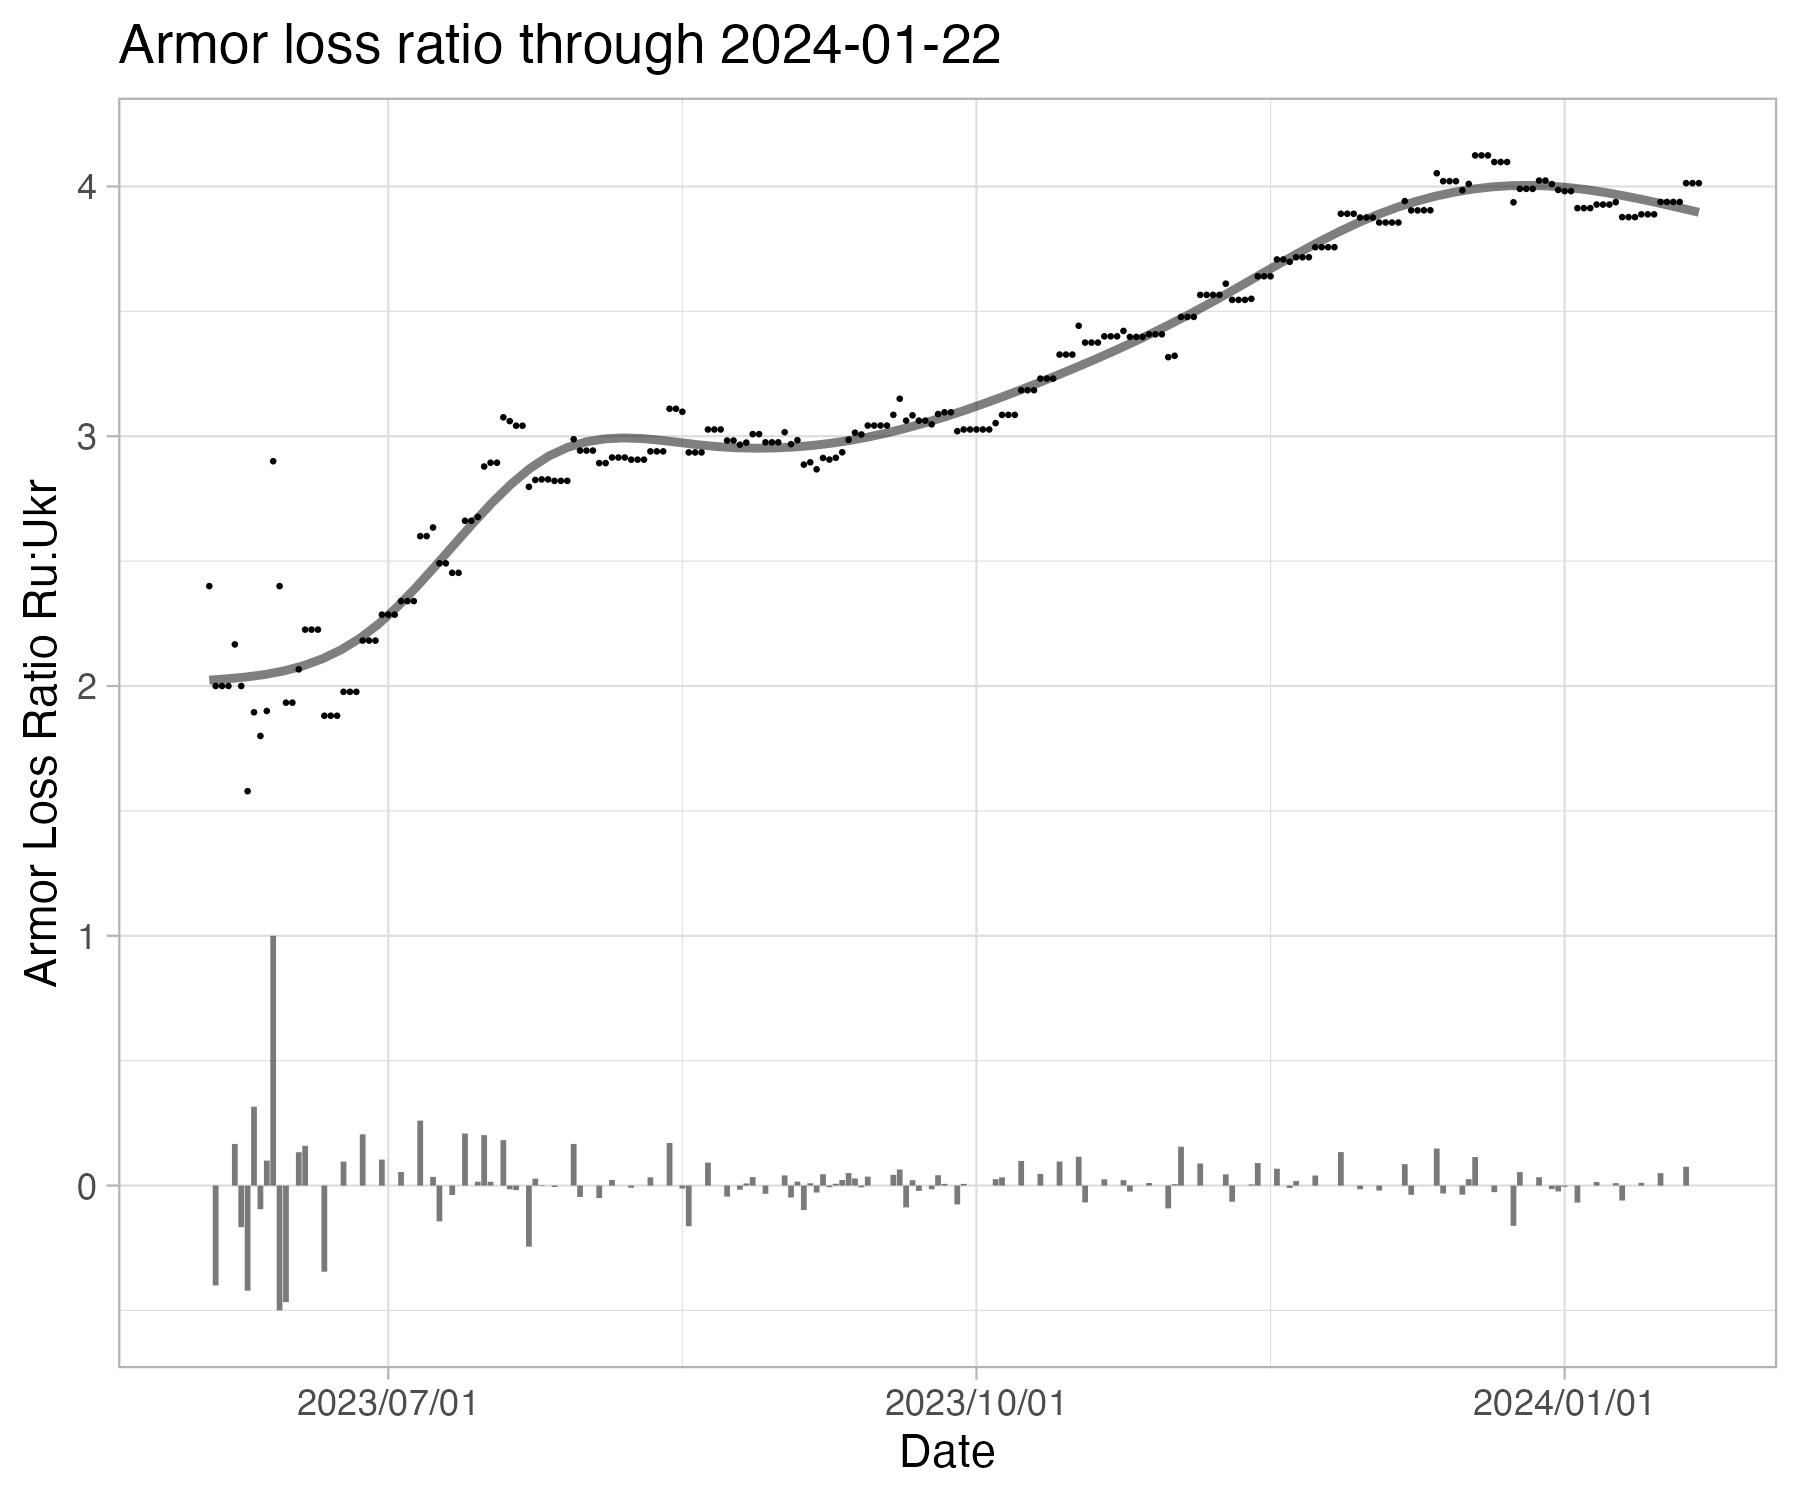 Armor loss ratio through 2024-01-22
Armor Loss Ratio Ru:Ukr
4
3
2
1
0
2023/07/01
2023/10/01
2024/01/01
Date